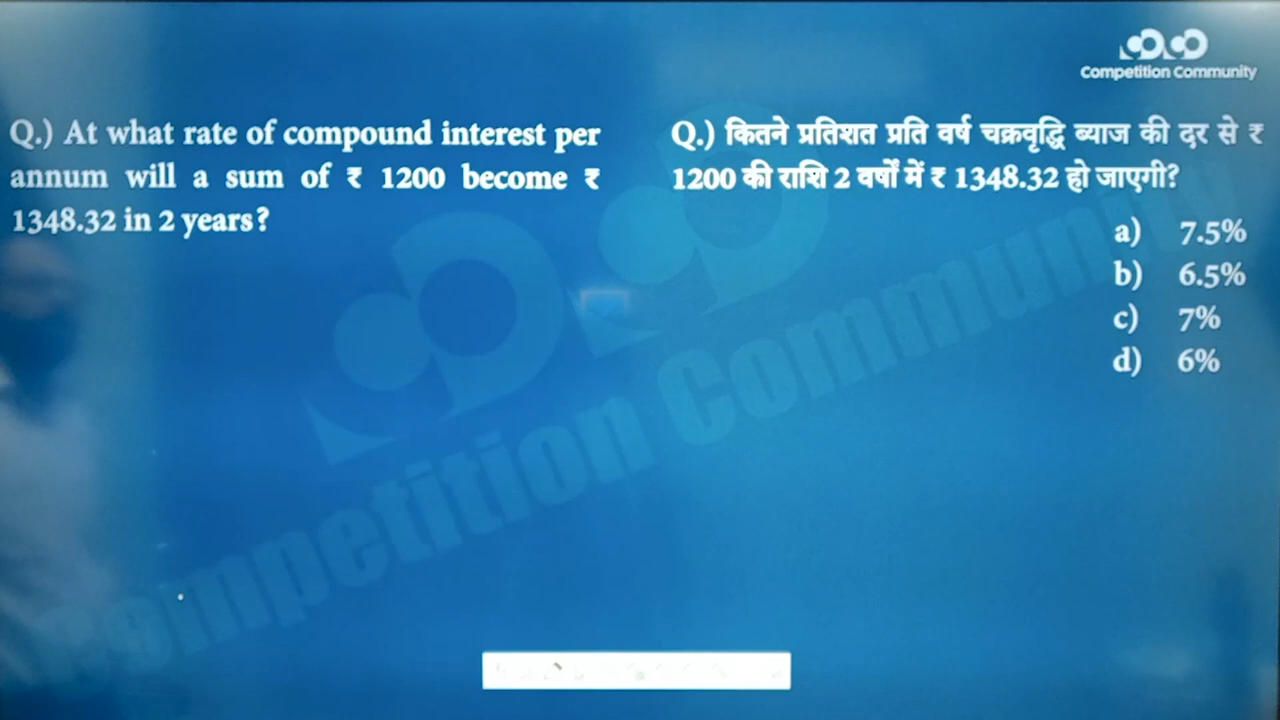 Competition Community
Q.) At what rate of compound interest per
annum will a sum of ₹ 1200 become ₹
1348.32 in 2 years?
Q.) कितने प्रतिशत प्रति वर्ष चक्रवृद्धि ब्याज की दर से ₹
1200 की राशि 2 वर्षों में ₹ 1348.32 हो जाएगी?
a) 7.5%
b) 6.5%
c) 7%
d) 6%
Competition Community